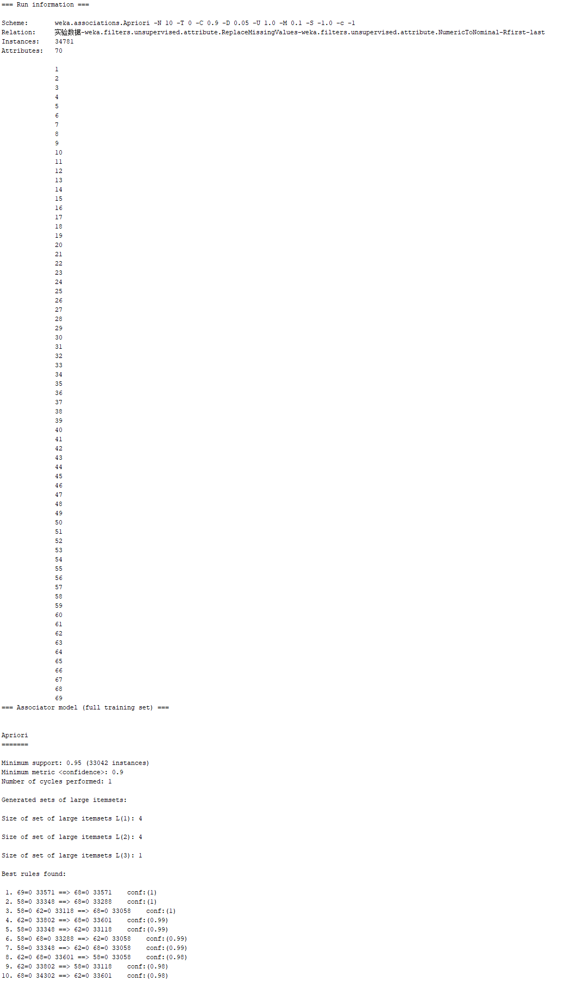 === Run information ===
Scheme: weka.associations.Apriori -N 10 -T 0 -C 0.9 -D 0.05 -U 1.0 -M 0.1 -S -1.0 -c -1
Relation: 实验数据-weka.filters.unsupervised.attribute.ReplaceMissingValues-weka.filters.unsupervised.attribute.NumericToNominal-Rfirst-last
Instances: 34781
Attributes: 70
1
2
3
4
5
6
7
8
9
10
11
12
13
14
15
16
17
18
19
20
21
22
23
24
25
26
27
28
29
30
31
32
33
34
35
36
37
38
39
40
41
42
43
44
45
46
47
48
49
50
51
52
53
54
55
56
57
58
59
60
61
62
63
64
65
66
67
68
69
=== Associator model (full training set) ===
Apriori
=======
Minimum support: 0.95 (33042 instances)
Minimum metric <confidence>: 0.9
Number of cycles performed: 1
Generated sets of large itemsets:
Size of set of large itemsets L(1): 4
Size of set of large itemsets L(2): 4
Size of set of large itemsets L(3): 1
Best rules found:
1. 69=0 33571 ==> 68=0 33571 conf:(1)
2. 58=0 33348 ==> 68=0 33288 conf:(1)
3. 58=0 62=0 33118 ==> 68=0 33058 conf:(1)
4. 62=0 33802 ==> 68=0 33601 conf:(0.99)
5. 58=0 33348 ==> 62=0 33118 conf:(0.99)
6. 58=0 68=0 33288 ==> 62=0 33058 conf:(0.99)
7. 58=0 33348 ==> 62=0 68=0 33058 conf:(0.99)
8. 62=0 68=0 33601 ==> 58=0 33058 conf:(0.98)
9. 62=0 33802 ==> 58=0 33118 conf:(0.98)
10. 68=0 34302 ==> 62=0 33601 conf:(0.98)